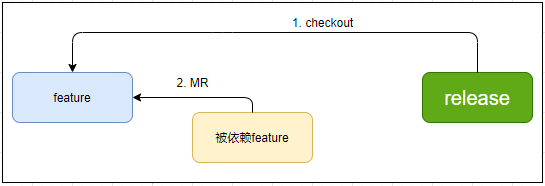 1. checkout
feature
2. MR
release
被依赖feature